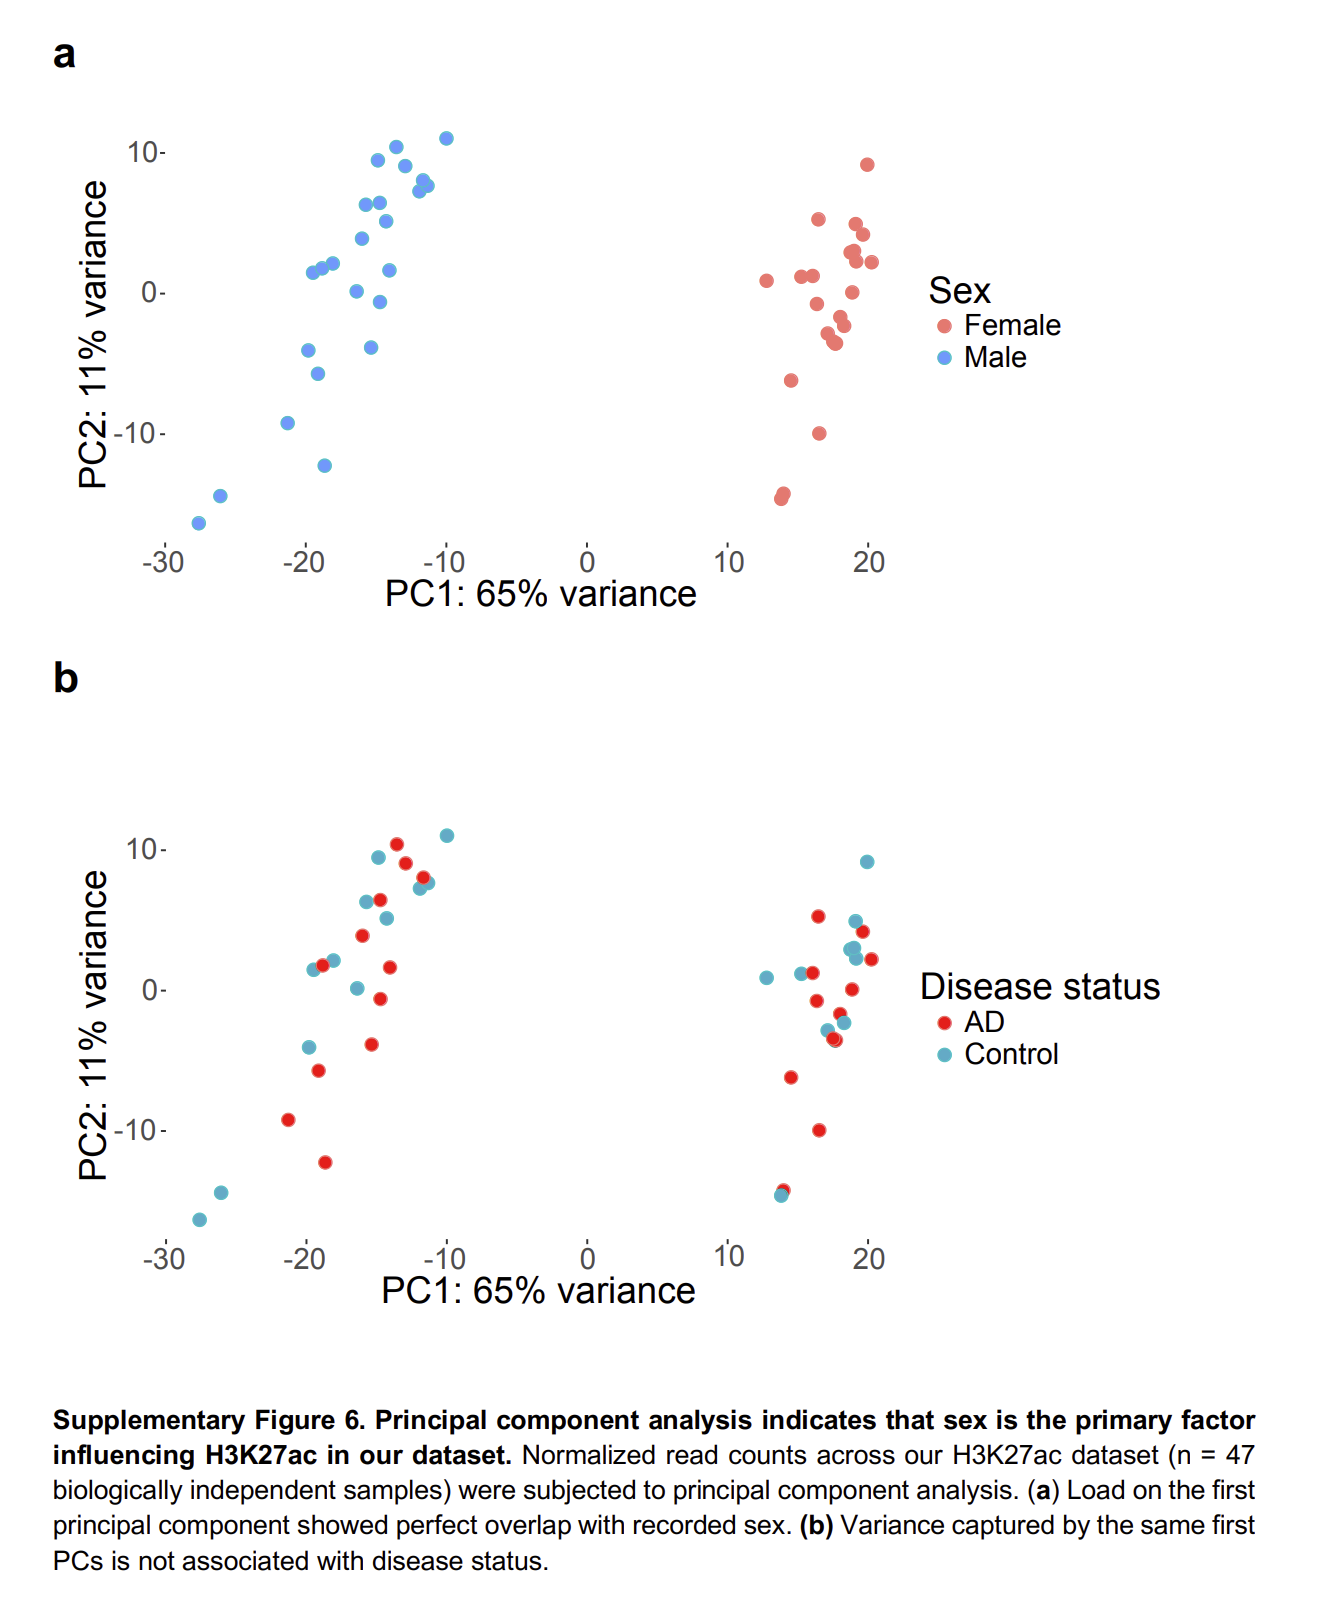 a
10
0
-10
PC2: 11% variance
-30
-20
-10
0
10
20
PC1: 65% variance
Sex
Female
Male
b
10
0
-10
PC2: 11% variance
-30
-20
-10
0
10
20
PC1: 65% variance
Disease status
AD
Control
Supplementary Figure 6. Principal component analysis indicates that sex is the primary factor
influencing H3K27ac in our dataset. Normalized read counts across our H3K27ac dataset (n = 47
biologically independent samples) were subjected to principal component analysis. (a) Load on the first
principal component showed perfect overlap with recorded sex. (b) Variance captured by the same first
PCs is not associated with disease status.